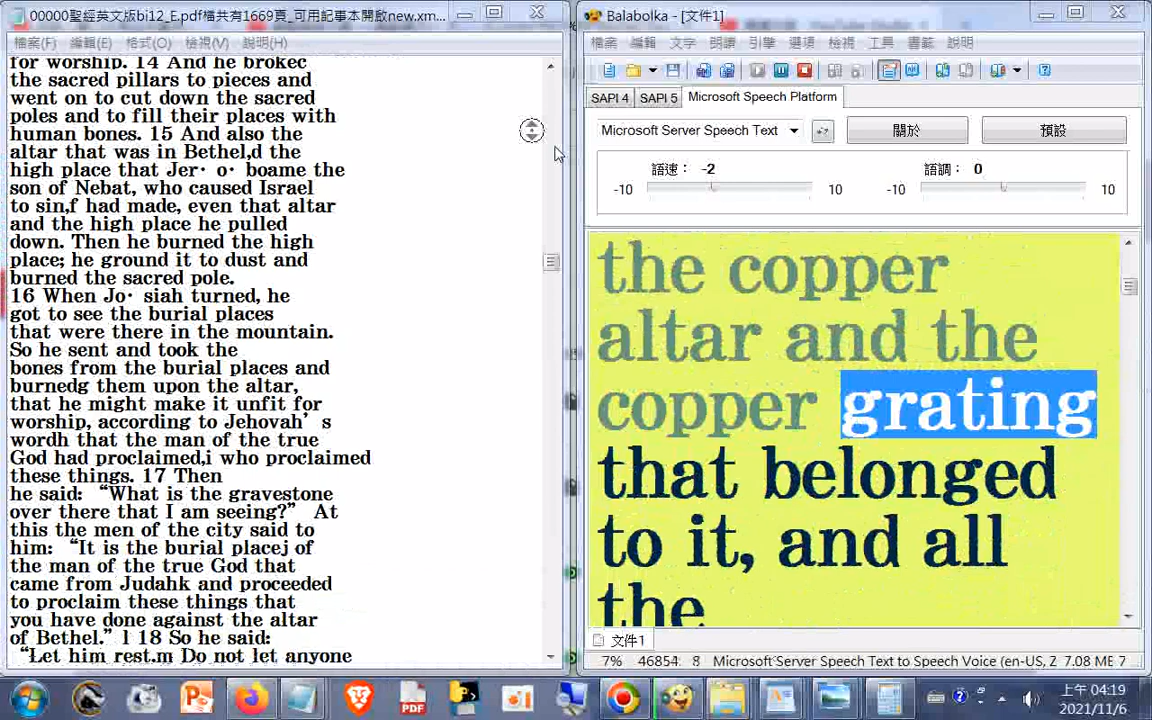 00000聖經英文版bi12_E.pdf檔共有1669頁_可用記事本開啟new.xm...
檔案(F) 編輯(E) 格式(O) 檢視(V) 說明(H)
for worship. 14 And he brokec
the sacred pillars to pieces and
went on to cut down the sacred
poles and to fill their places with
human bones. 15 And also the
altar that was in Bethel,d the
high place that Jer· o· boame the
son of Nebat, who caused Israel
to sin,f had made, even that altar
and the high place he pulled
down. Then he burned the high
place; he ground it to dust and
burned the sacred pole.
16 When Jo· siah turned, he
got to see the burial places
that were there in the mountain.
So he sent and took the
bones from the burial places and
burnedg them upon the altar,
that he might make it unfit for
worship, according to Jehovah’s
wordh that the man of the true
God had proclaimed,i who proclaimed
these things. 17 Then
he said: “What is the gravestone
over there that I am seeing?” At
this the men of the city said to
him: “It is the burial placej of
the man of the true God that
came from Judahk and proceeded
to proclaim these things that
you have done against the altar
of Bethel.” l 18 So he said:
“Let him rest.m Do not let anyone
Balabolka - [文件1]
檔案 編輯 文字 朗讀 引擎 選項 檢視 工具 書籤 說明
SAPI 4 SAPI 5 Microsoft Speech Platform
Microsoft Server Speech Text 關於 預設
語速: -2 語調: 0
-10 10 -10 10
the copper
altar and the
copper grating
that belonged
to it, and all
the
文件1
7% 46854 : 8 Microsoft Server Speech Text to Speech Voice (en-US, Z 7.08 ME 7
PDF
上午 04:19
2021/11/6